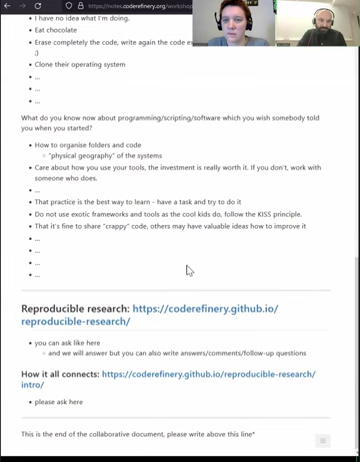 https://notes.coderefinery.org/workshop
• I have no idea what I'm doing.
• Eat chocolate
• Erase completely the code, write again the code
;)
• Clone their operating system
• ...
• ...
• ...
What do you know now about programming/scripting/software which you wish somebody told
you when you started?
• How to organise folders and code
◦ "physical geography" of the systems
• Care about how you use your tools, the investment is really worth it. If you don't, work with
someone who does.
• ...
• That practice is the best way to learn - have a task and try to do it
• Do not use exotic frameworks and tools as the cool kids do, follow the KISS principle.
• That it's fine to share "crappy" code, others may have valuable ideas how to improve it
• ...
• ...
• ...
• ...
Reproducible research: https://coderefinery.github.io/
reproducible-research/
• you can ask like here
◦ and we will answer but you can also write answers/comments/follow-up questions
How it all connects: https://coderefinery.github.io/reproducible-research/
intro/
• please ask here
This is the end of the collaborative document, please write above this line*